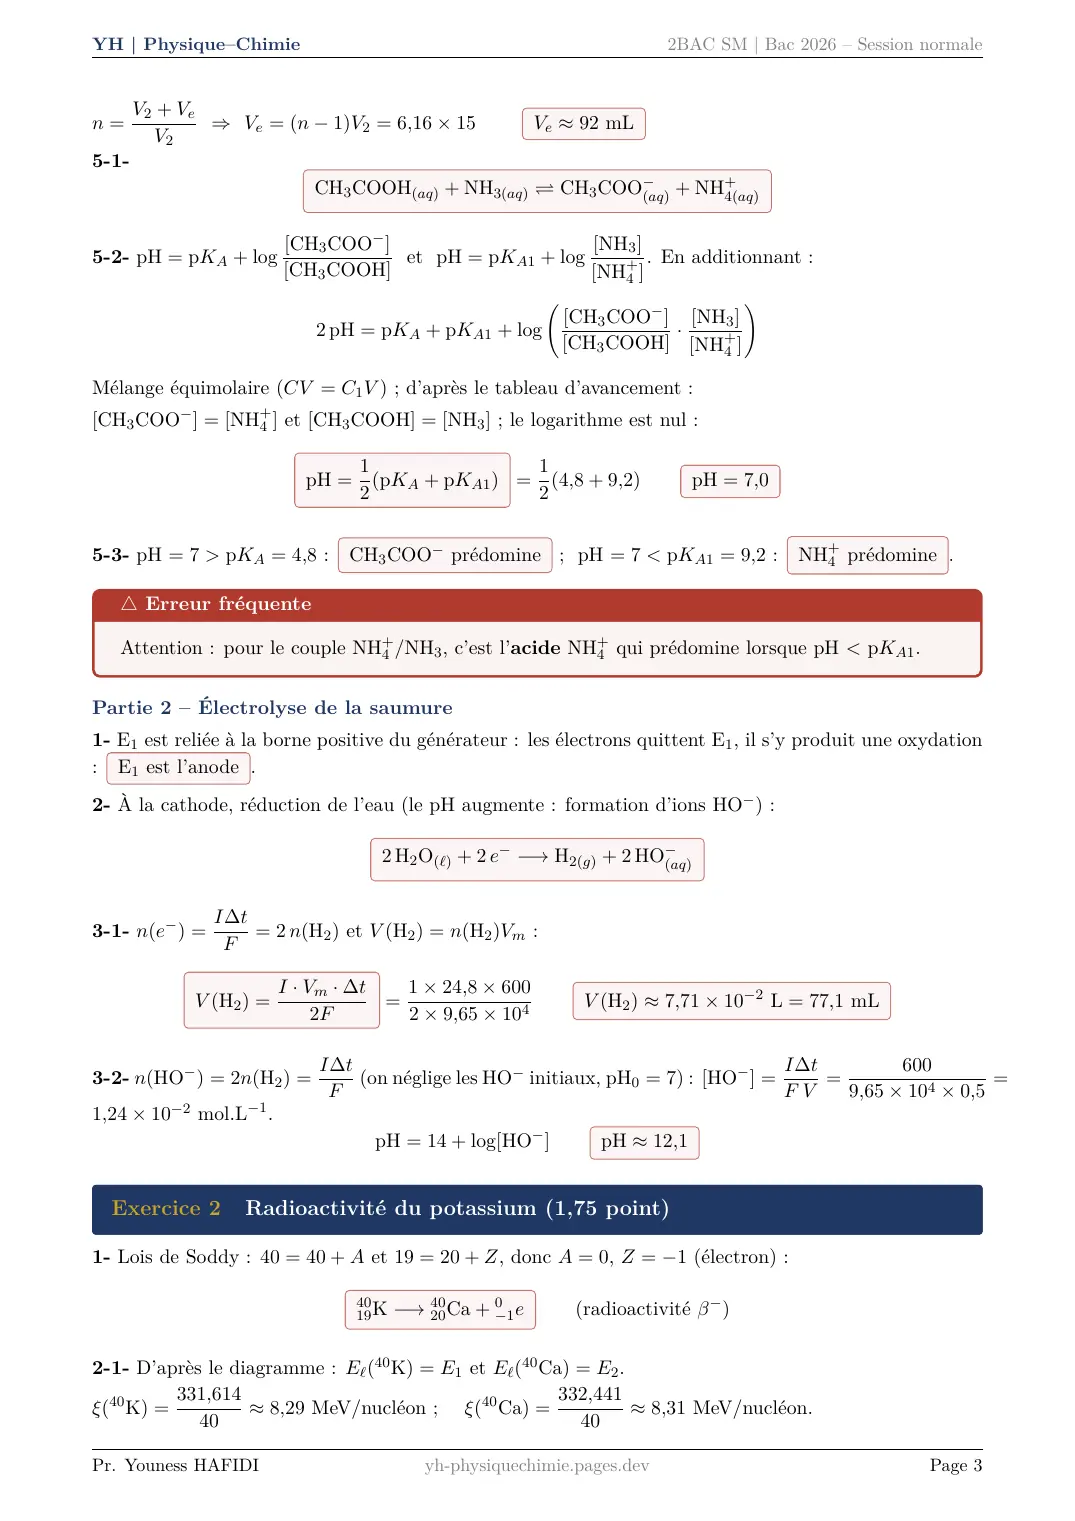 YH | Physique–Chimie 2BAC SM | Bac 2026 – Session normale
n = (V₂ + Vₑ)/V₂ ⇒ Vₑ = (n − 1)V₂ = 6,16 × 15 Vₑ ≈ 92 mL
5-1-
CH₃COOH(aq) + NH₃(aq) ⇌ CH₃COO⁻(aq) + NH₄⁺(aq)
5-2- pH = pK_A + log [CH₃COO⁻]/[CH₃COOH] et pH = pK_A1 + log [NH₃]/[NH₄⁺]. En additionnant :
2 pH = pK_A + pK_A1 + log([CH₃COO⁻]/[CH₃COOH] · [NH₃]/[NH₄⁺])
Mélange équimolaire (CV = C₁V) ; d'après le tableau d'avancement :
[CH₃COO⁻] = [NH₄⁺] et [CH₃COOH] = [NH₃] ; le logarithme est nul :
pH = 1/2(pK_A + pK_A1) = 1/2(4,8 + 9,2) pH = 7,0
5-3- pH = 7 > pK_A = 4,8 : CH₃COO⁻ prédomine ; pH = 7 < pK_A1 = 9,2 : NH₄⁺ prédomine.
△ Erreur fréquente
Attention : pour le couple NH₄⁺/NH₃, c'est l'acide NH₄⁺ qui prédomine lorsque pH < pK_A1.
Partie 2 – Électrolyse de la saumure
1- E₁ est reliée à la borne positive du générateur : les électrons quittent E₁, il s'y produit une oxydation
: E₁ est l'anode.
2- À la cathode, réduction de l'eau (le pH augmente : formation d'ions HO⁻) :
2 H₂O(ℓ) + 2 e⁻ ⟶ H₂(g) + 2 HO⁻(aq)
3-1- n(e⁻) = IΔt/F = 2 n(H₂) et V(H₂) = n(H₂)Vₘ :
V(H₂) = I · Vₘ · Δt/2F = 1 × 24,8 × 600/2 × 9,65 × 10⁴ V(H₂) ≈ 7,71 × 10⁻² L = 77,1 mL
3-2- n(HO⁻) = 2n(H₂) = IΔt/F (on néglige les HO⁻ initiaux, pH₀ = 7) : [HO⁻] = IΔt/F V = 600/9,65 × 10⁴ × 0,5 =
1,24 × 10⁻² mol.L⁻¹.
pH = 14 + log[HO⁻] pH ≈ 12,1
Exercice 2 Radioactivité du potassium (1,75 point)
1- Lois de Soddy : 40 = 40 + A et 19 = 20 + Z, donc A = 0, Z = −1 (électron) :
⁴⁰₁₉K ⟶ ⁴⁰₂₀Ca + ⁰₋₁e (radioactivité β⁻)
2-1- D'après le diagramme : Eℓ(⁴⁰K) = E₁ et Eℓ(⁴⁰Ca) = E₂.
ξ(⁴⁰K) = 331,614/40 ≈ 8,29 MeV/nucléon ; ξ(⁴⁰Ca) = 332,441/40 ≈ 8,31 MeV/nucléon.
Pr. Youness HAFIDI yh-physiquechimie.pages.dev Page 3